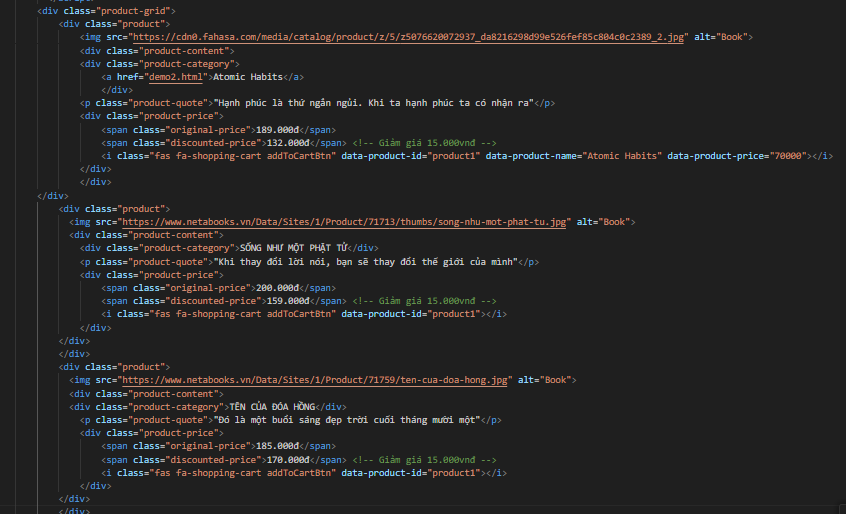 <div class="product-grid">
<div class="product">
<img src="https://cdn0.fahasa.com/media/catalog/product/z/5/z5076620072937_da8216298d99e526fef85c804c0c2389_2.jpg" alt="Book">
<div class="product-content">
<div class="product-category">
<a href="demo2.html">Atomic Habits</a>
</div>
<p class="product-quote">"Hạnh phúc là thứ ngắn ngủi. Khi ta hạnh phúc ta có nhận ra"</p>
<div class="product-price">
<span class="original-price">189.000đ</span>
<span class="discounted-price">132.000đ</span> <!-- Giảm giá 15.000vnđ -->
<i class="fas fa-shopping-cart addToCartBtn" data-product-id="product1" data-product-name="Atomic Habits" data-product-price="70000"></i>
</div>
</div>
</div>
<div class="product">
<img src="https://www.netabooks.vn/Data/Sites/1/Product/71713/thumbs/song-nhu-mot-phat-tu.jpg" alt="Book">
<div class="product-content">
<div class="product-category">SỐNG NHƯ MỘT PHẬT TỬ</div>
<p class="product-quote">"Khi thay đổi lời nói, bạn sẽ thay đổi thế giới của mình"</p>
<div class="product-price">
<span class="original-price">200.000đ</span>
<span class="discounted-price">159.000đ</span> <!-- Giảm giá 15.000vnđ -->
<i class="fas fa-shopping-cart addToCartBtn" data-product-id="product1"></i>
</div>
</div>
</div>
<div class="product">
<img src="https://www.netabooks.vn/Data/Sites/1/Product/71759/ten-cua-doa-hong.jpg" alt="Book">
<div class="product-content">
<div class="product-category">TÊN CỦA ĐÓA HỒNG</div>
<p class="product-quote">"Đó là một buổi sáng đẹp trời cuối tháng mười một"</p>
<div class="product-price">
<span class="original-price">185.000đ</span>
<span class="discounted-price">170.000đ</span> <!-- Giảm giá 15.000vnđ -->
<i class="fas fa-shopping-cart addToCartBtn" data-product-id="product1"></i>
</div>
</div>
</div>